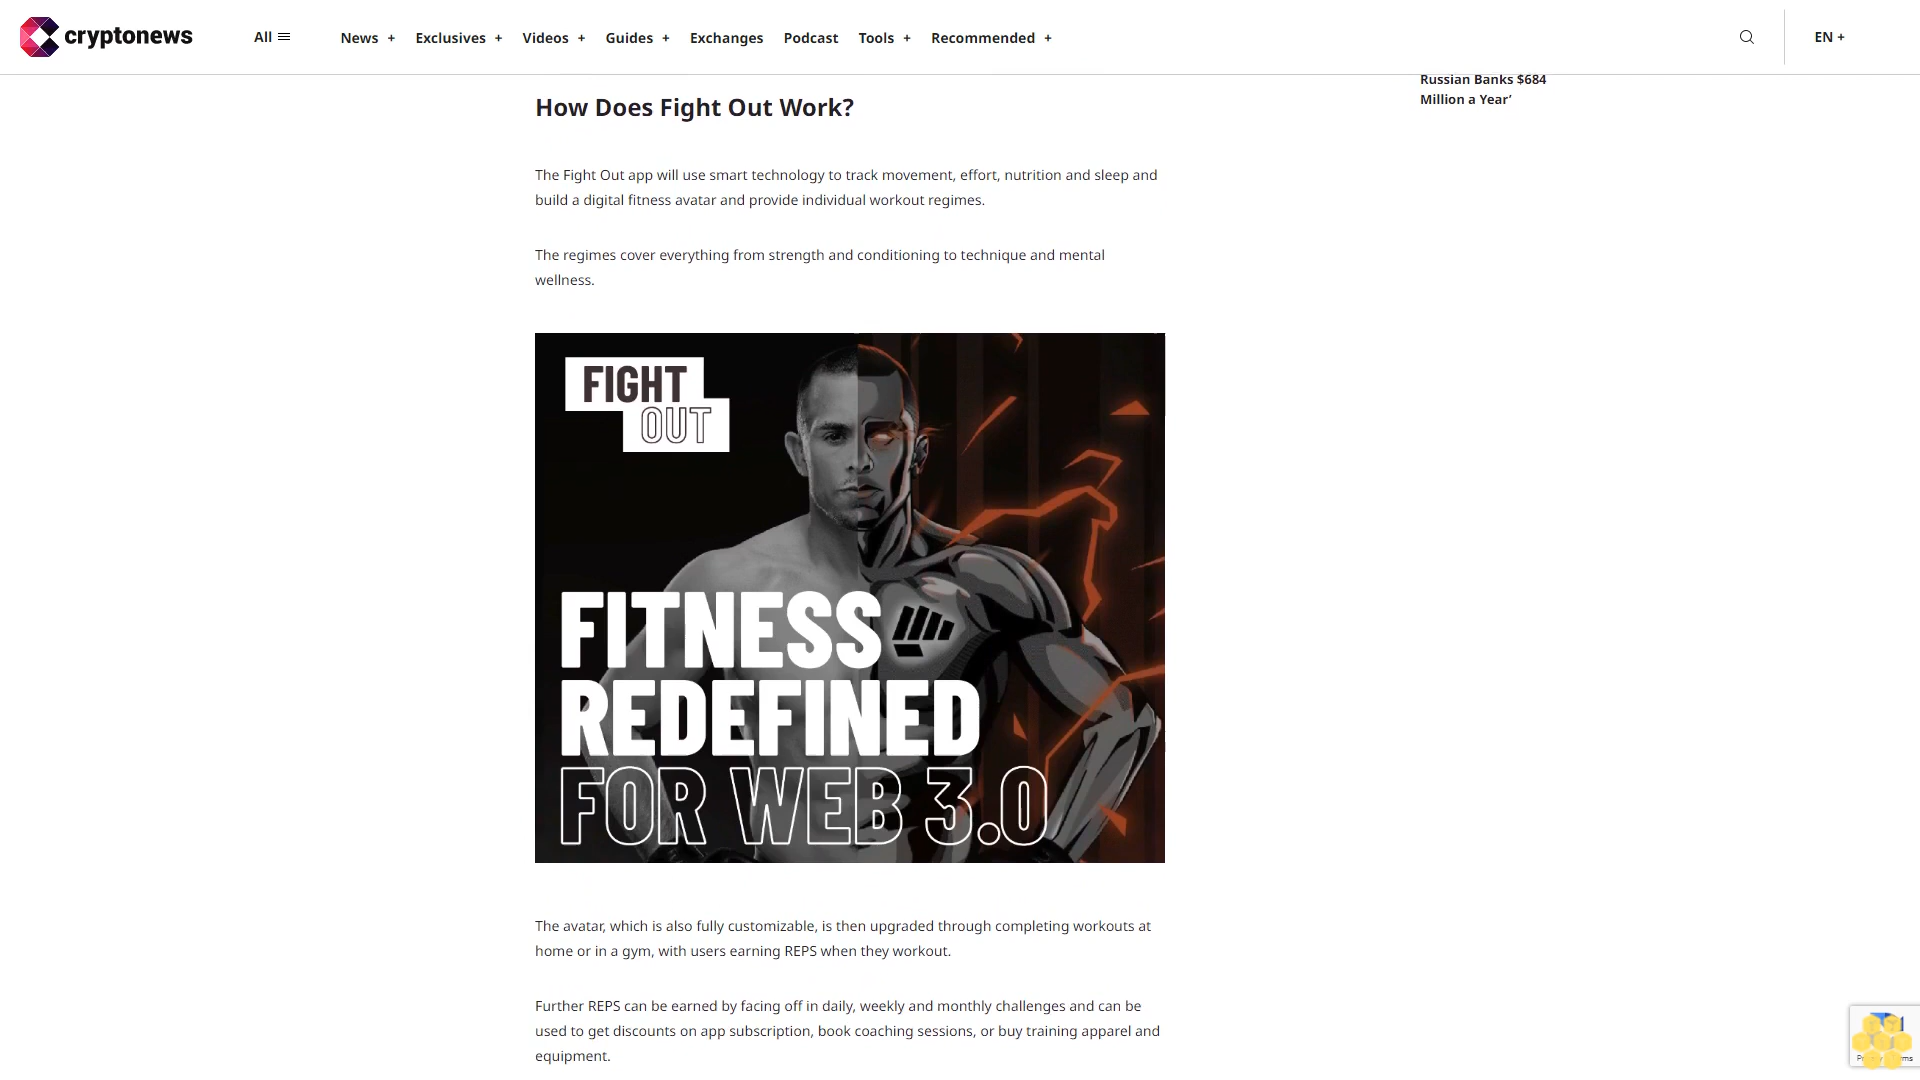 cryptonews
All
News +
Exclusives +
Videos +
Guides +
Exchanges
Podcast
Tools +
Recommended +
EN +
Russian Banks $684
Million a Year’
How Does Fight Out Work?
The Fight Out app will use smart technology to track movement, effort, nutrition and sleep and
build a digital fitness avatar and provide individual workout regimes.
The regimes cover everything from strength and conditioning to technique and mental
wellness.
FIGHT
OUT
FITNESS
REDEFINED
FOR WEB 3.0
The avatar, which is also fully customizable, is then upgraded through completing workouts at
home or in a gym, with users earning REPS when they workout.
Further REPS can be earned by facing off in daily, weekly and monthly challenges and can be
used to get discounts on app subscription, book coaching sessions, or buy training apparel and
equipment.